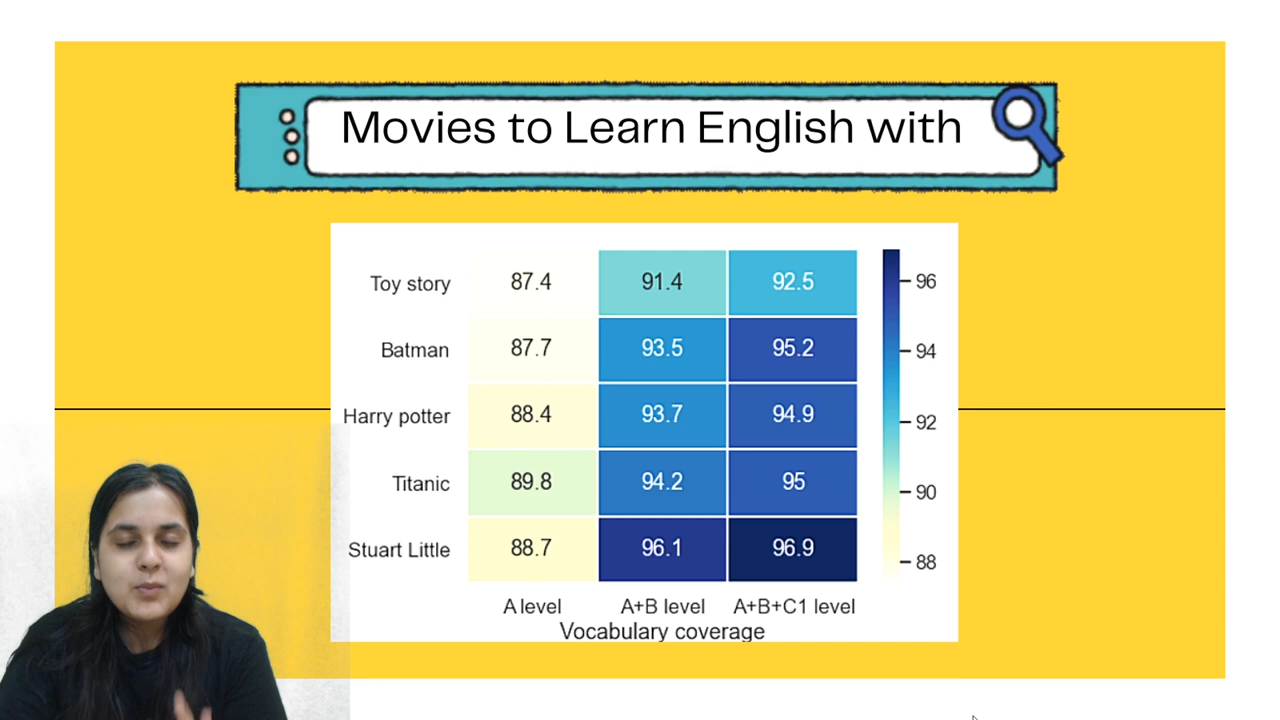 Movies to Learn English with
Toy story 87.4 91.4 92.5
Batman 87.7 93.5 95.2
Harry potter 88.4 93.7 94.9
Titanic 89.8 94.2 95
Stuart Little 88.7 96.1 96.9
A level A+B level A+B+C1 level
Vocabulary coverage
96
94
92
90
88